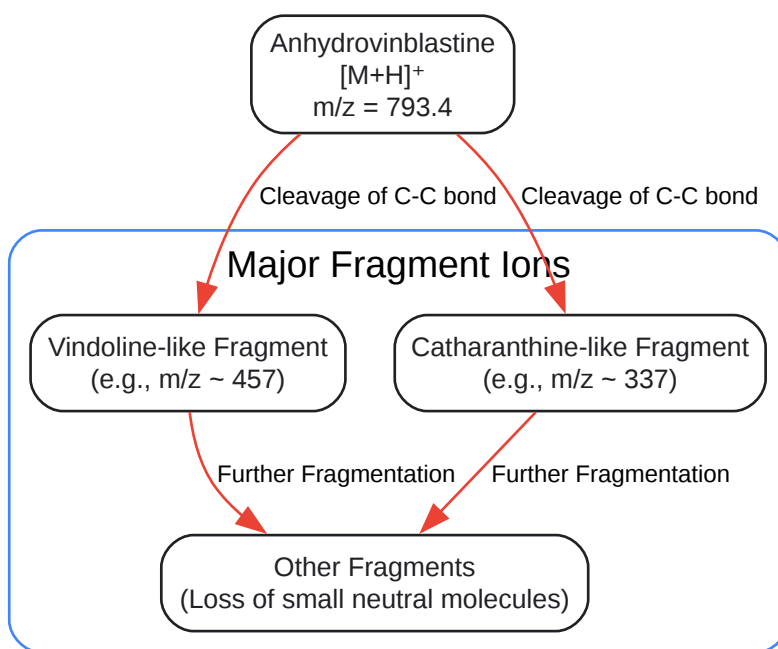 Anhydrovinblastine
[M+H]⁺
m/z = 793.4
Cleavage of C-C bond
Cleavage of C-C bond
Major Fragment Ions
Vindoline-like Fragment
(e.g., m/z ~ 457)
Catharanthine-like Fragment
(e.g., m/z ~ 337)
Further Fragmentation
Further Fragmentation
Other Fragments
(Loss of small neutral molecules)